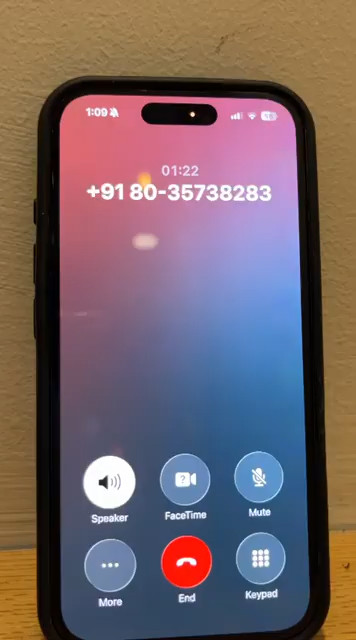 1:09
01:22
+91 80-35738283
Speaker
FaceTime
Mute
More
End
Keypad